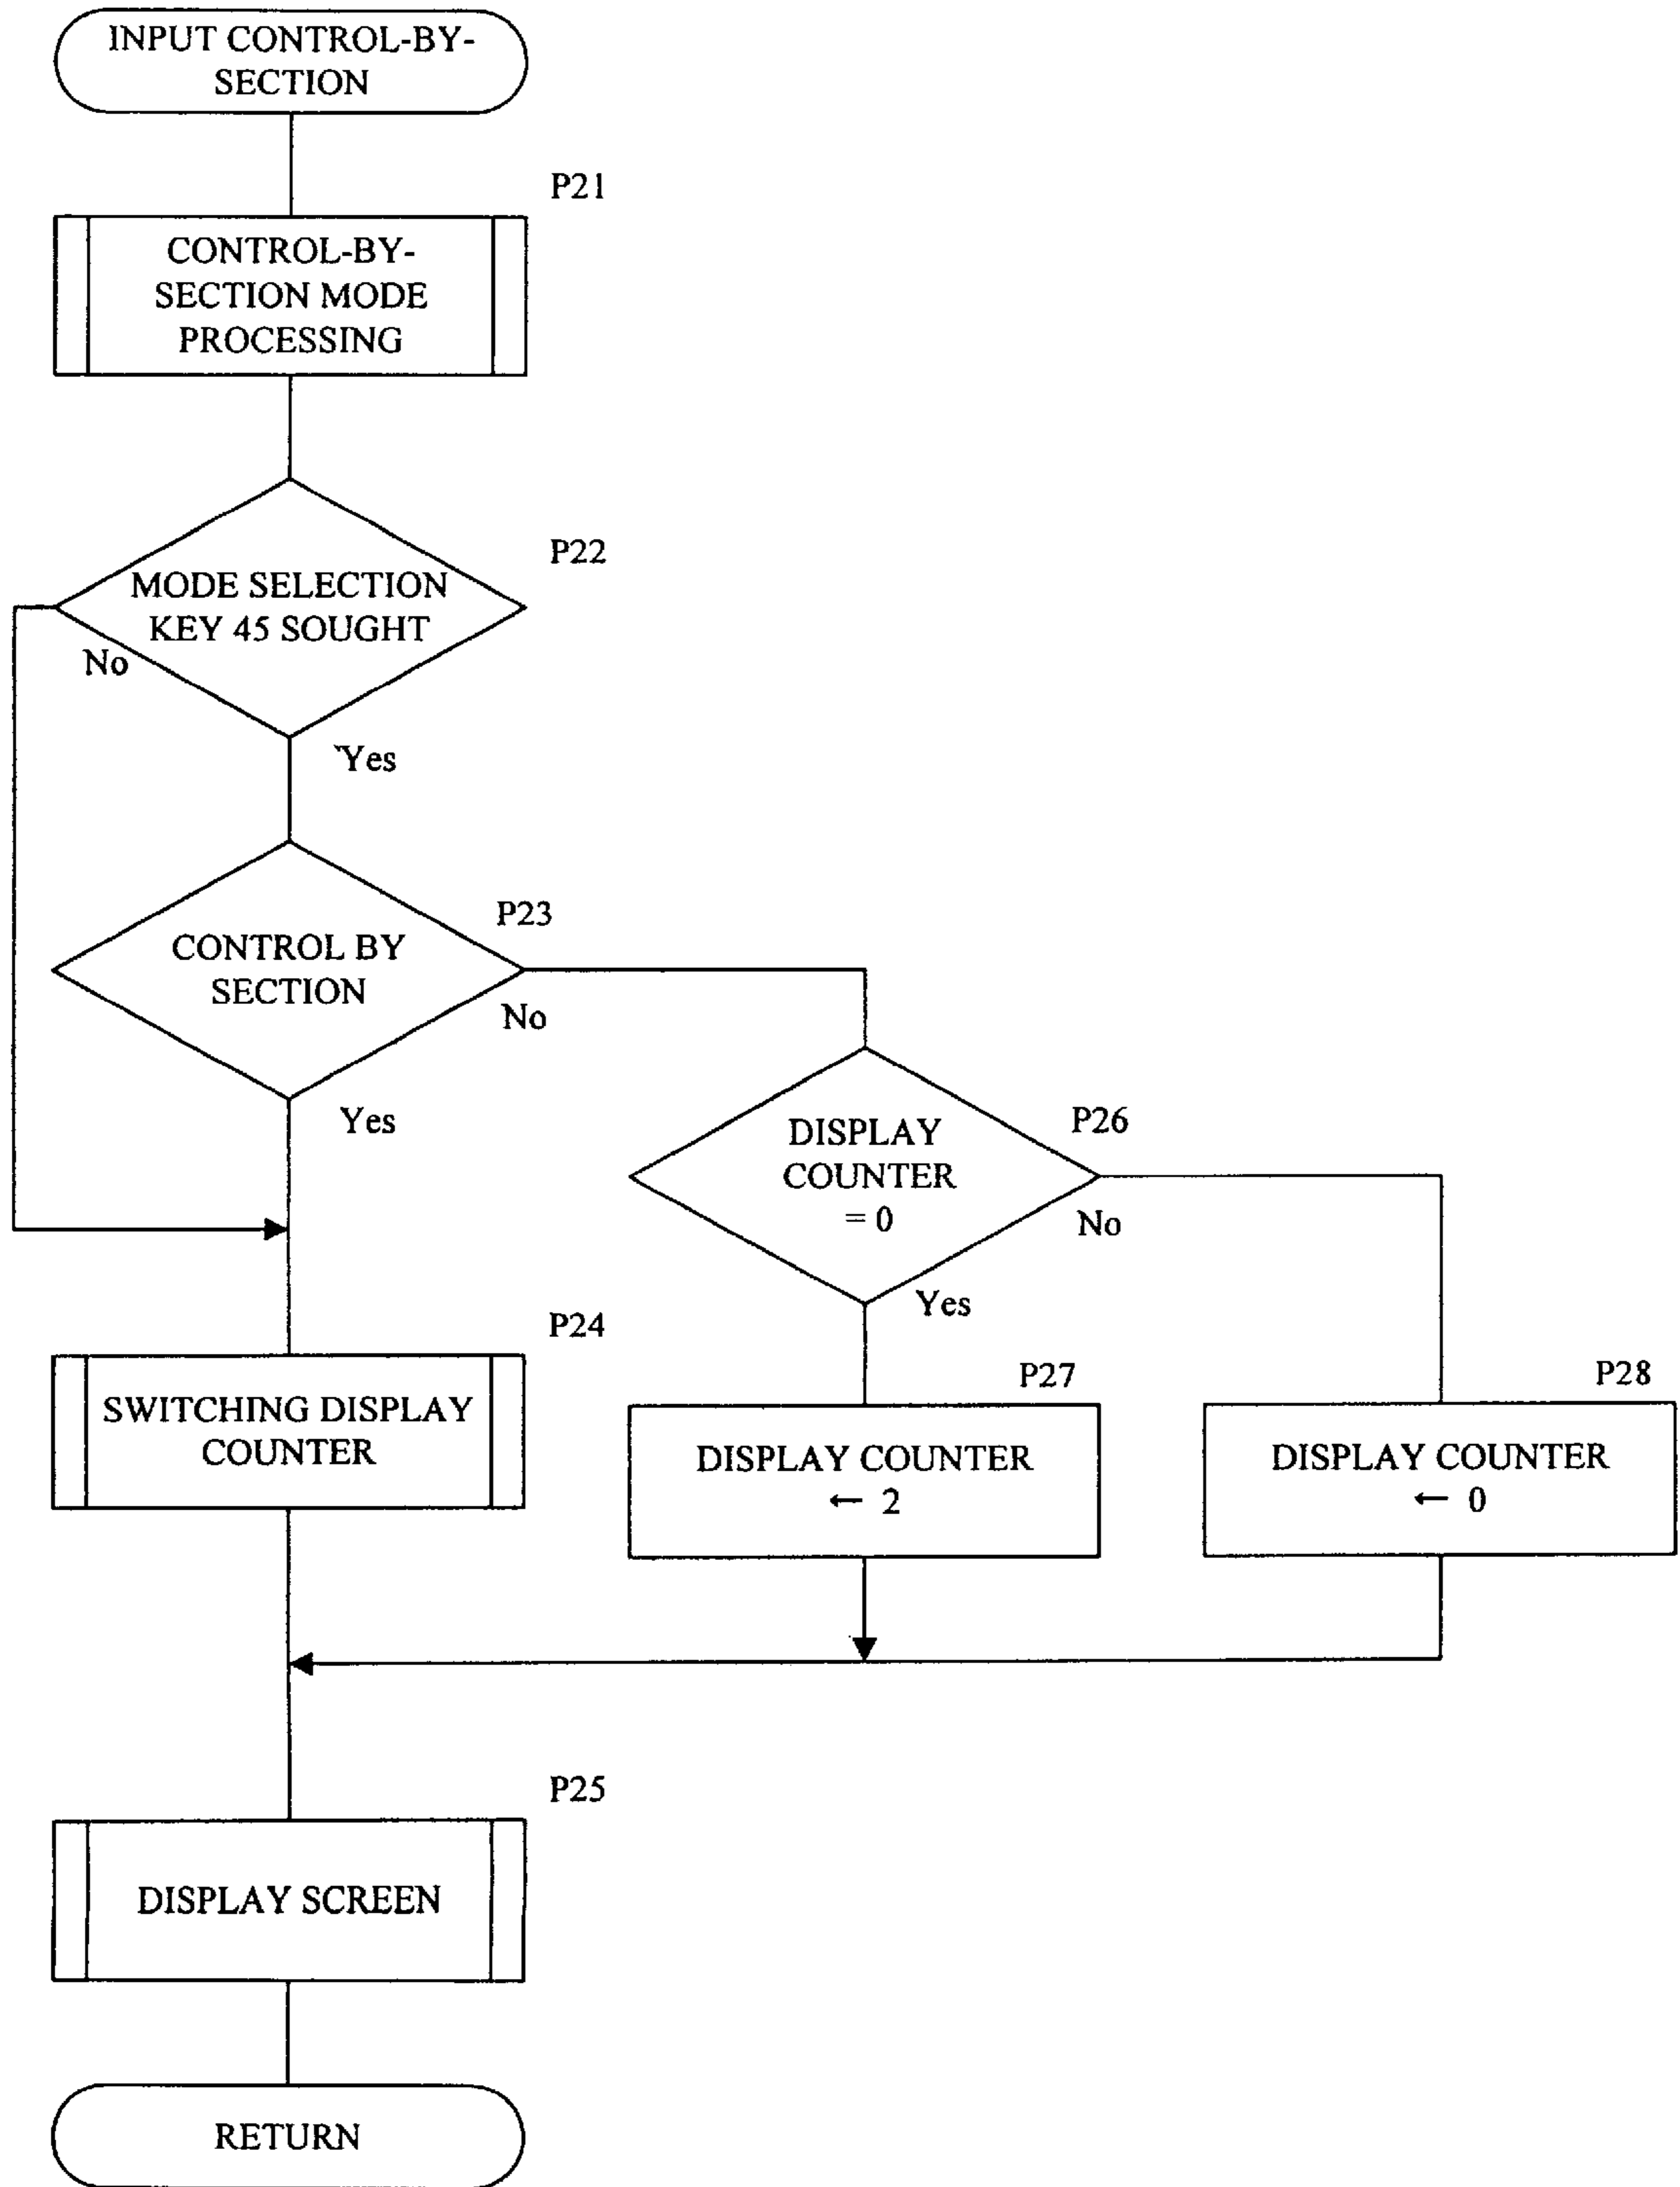 INPUT CONTROL-BY-
SECTION
P21
CONTROL-BY-
SECTION MODE
PROCESSING
P22
MODE SELECTION
KEY 45 SOUGHT
No
Yes
P23
CONTROL BY
SECTION
No
Yes
P26
DISPLAY
COUNTER
= 0
No
Yes
P24
SWITCHING DISPLAY
COUNTER
P27
DISPLAY COUNTER
← 2
P28
DISPLAY COUNTER
← 0
P25
DISPLAY SCREEN
RETURN